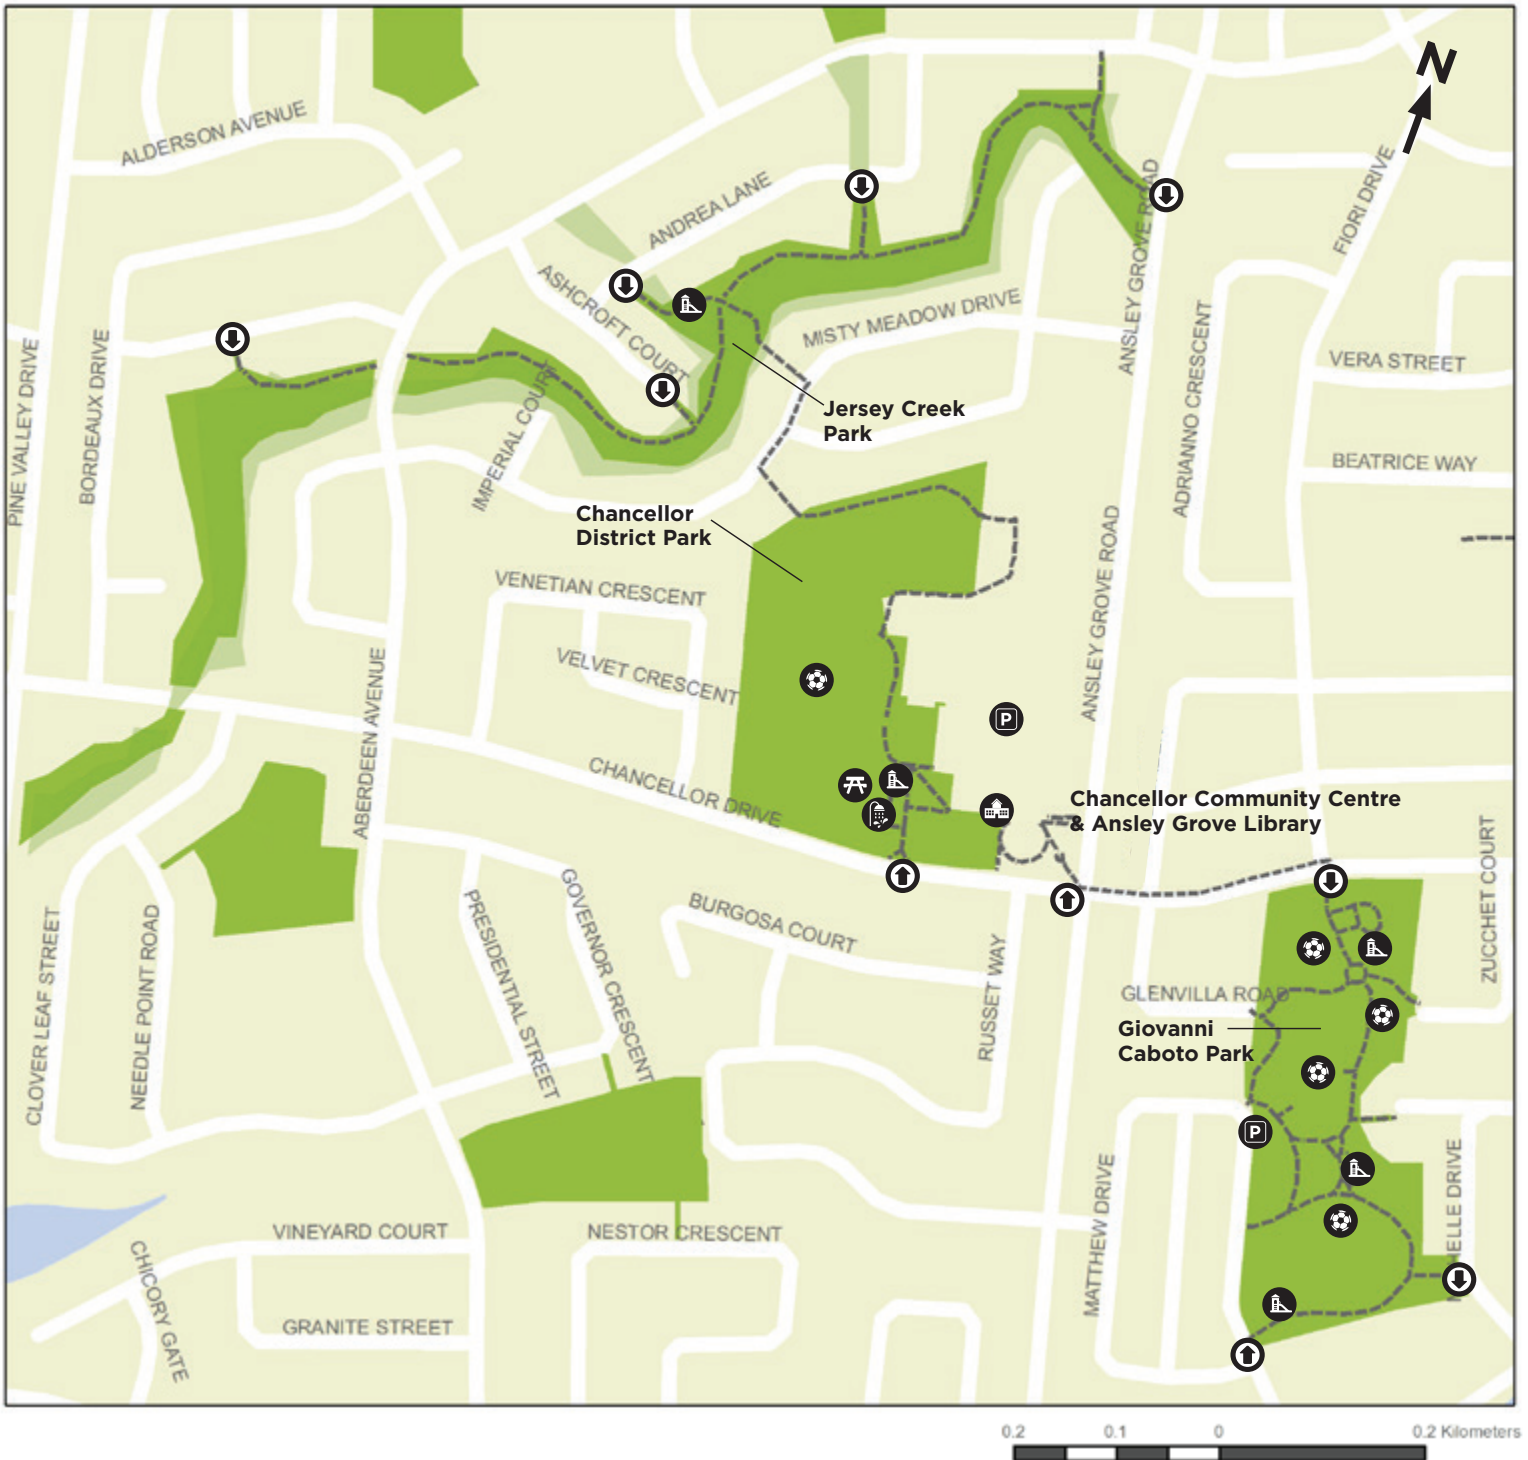 N
ALDERSON AVENUE
ANDREA LANE
ASHCROFT COURT
FIORI DRIVE
ANSLEY GROVE ROAD
MISTY MEADOW DRIVE
PINE VALLEY DRIVE
BORDEAUX DRIVE
IMPERIAL COURT
ADRIANNO CRESCENT
VERA STREET
Jersey Creek
Park
BEATRICE WAY
Chancellor
District Park
VENETIAN CRESCENT
VELVET CRESCENT
ANSLEY GROVE ROAD
ABERDEEN AVENUE
CHANCELLOR DRIVE
P
Chancellor Community Centre
& Ansley Grove Library
ZUCCHET COURT
CLOVER LEAF STREET
NEEDLE POINT ROAD
PRESIDENTIAL STREET
GOVERNOR CRESCENT
BURGOSA COURT
RUSSET WAY
GLENVILLA ROAD
Giovanni
Caboto Park
P
MATTHEW DRIVE
ELLE DRIVE
VINEYARD COURT
NESTOR CRESCENT
CHICORY GATE
GRANITE STREET
0.2 0.1 0 0.2 Kilometers